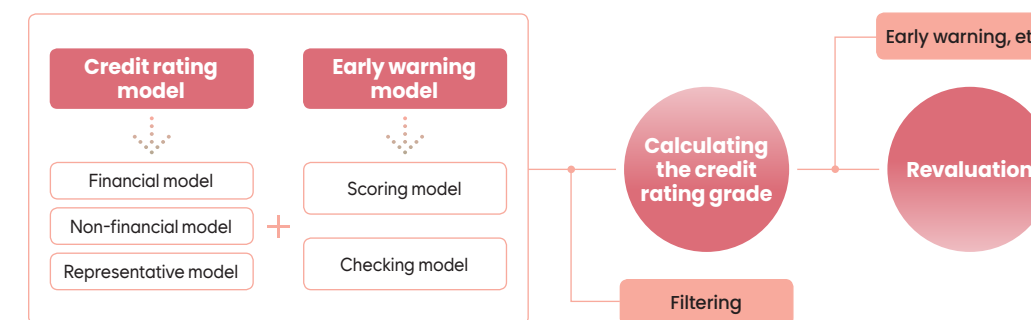 Credit rating
model
Financial model
Non-financial model
Representative model
+
Early warning
model
Scoring model
Checking model
Calculating
the credit
rating grade
Filtering
Early warning, et
Revaluation